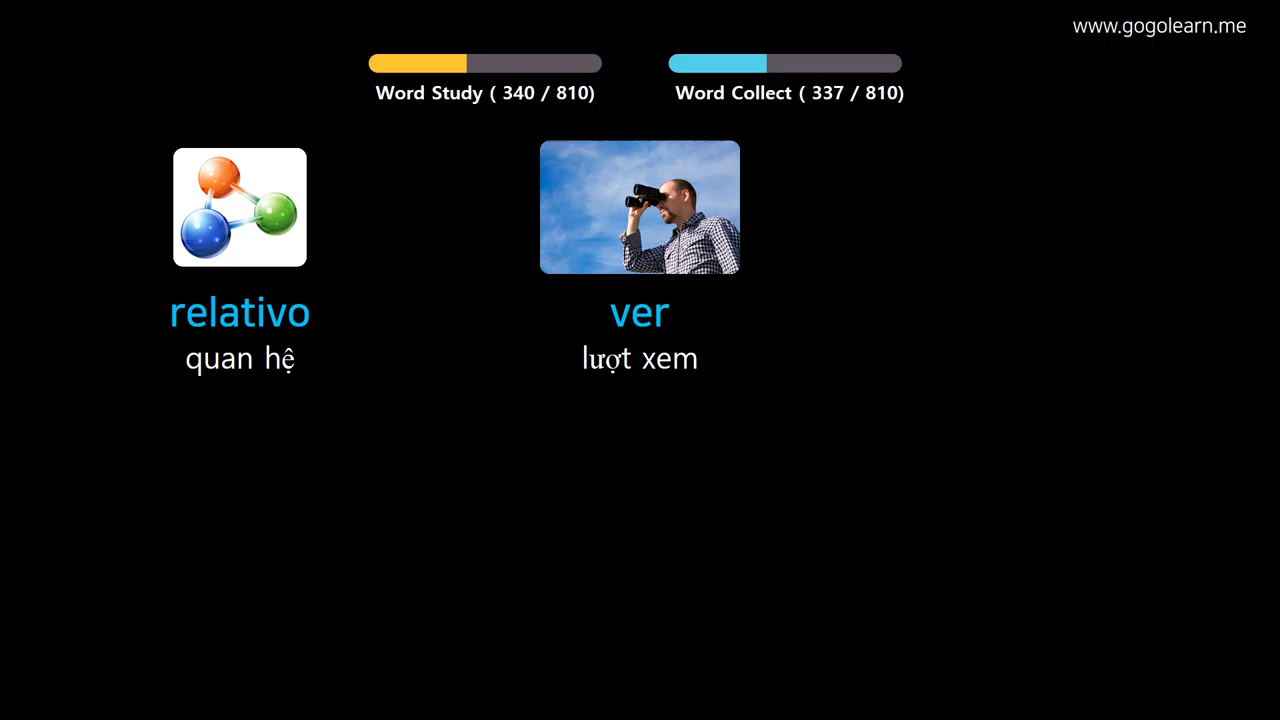 www.gogolearn.me
Word Study ( 340 / 810)
Word Collect ( 337 / 810)
relativo
quan hệ
ver
lượt xem